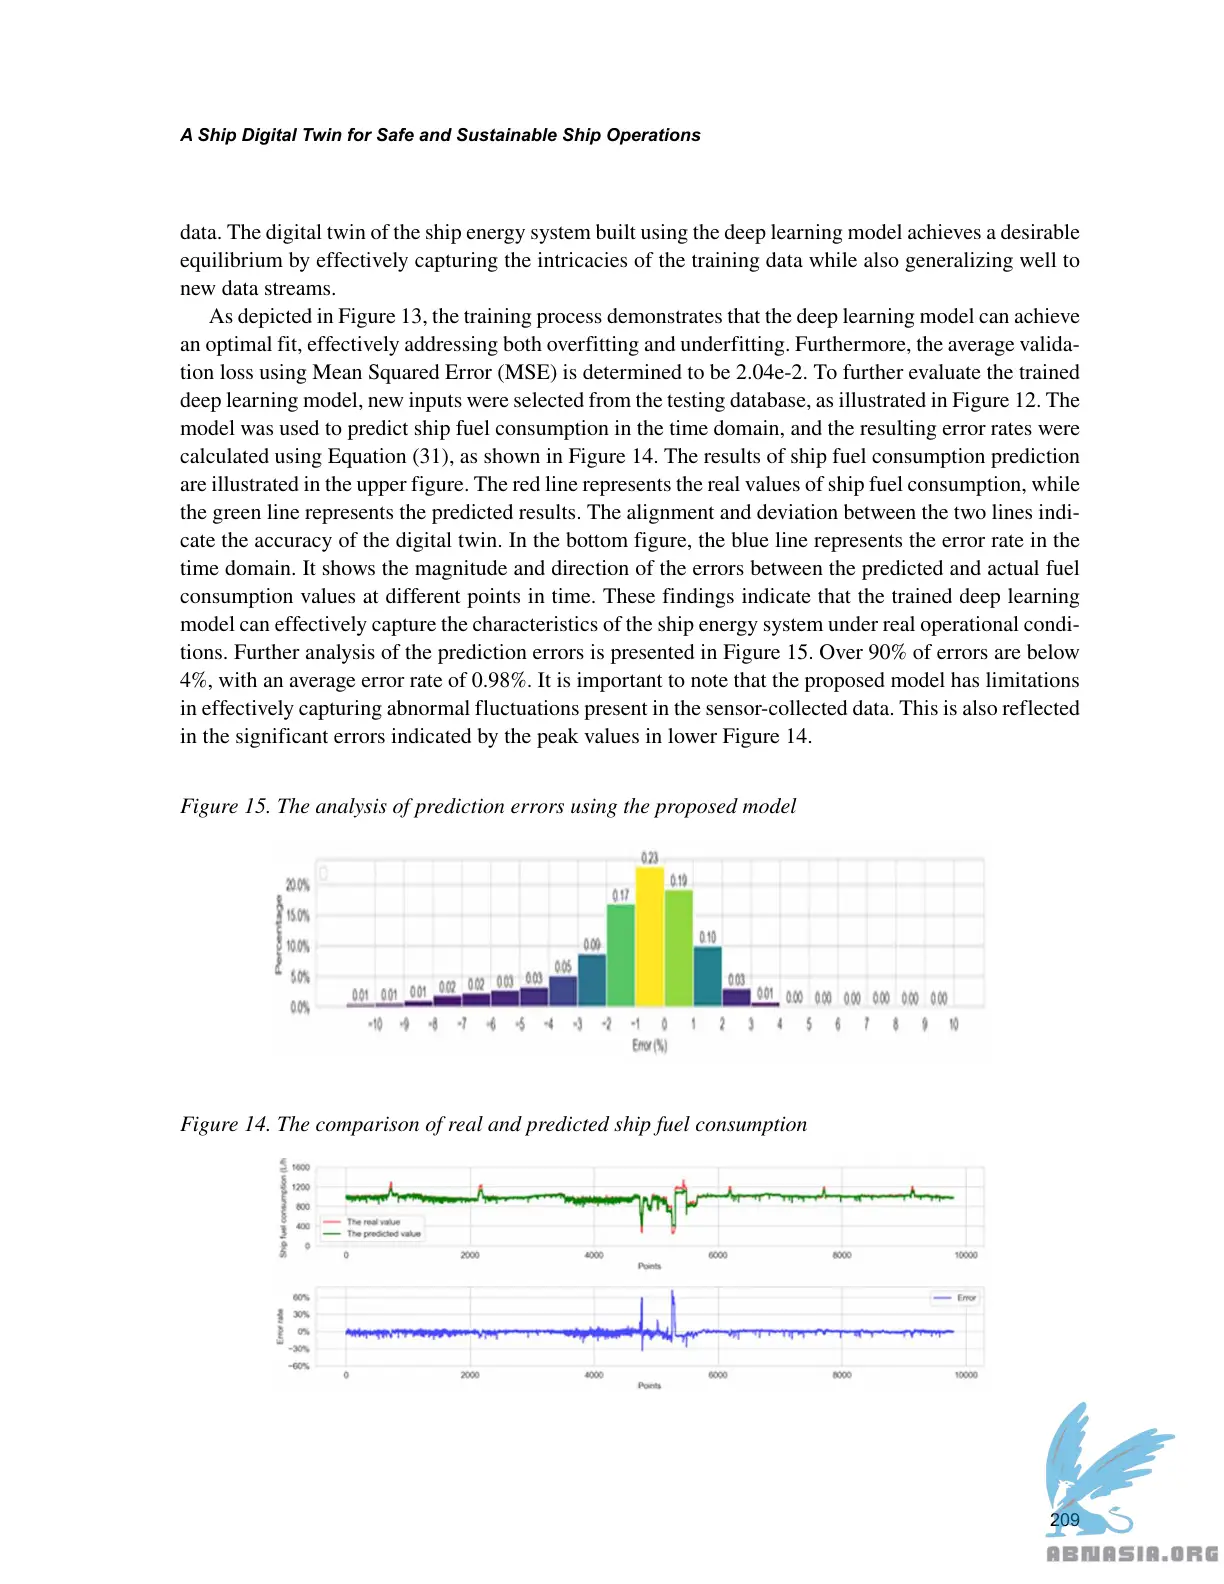 A Ship Digital Twin for Safe and Sustainable Ship Operations
data. The digital twin of the ship energy system built using the deep learning model achieves a desirable
equilibrium by effectively capturing the intricacies of the training data while also generalizing well to
new data streams.
As depicted in Figure 13, the training process demonstrates that the deep learning model can achieve
an optimal fit, effectively addressing both overfitting and underfitting. Furthermore, the average valida-
tion loss using Mean Squared Error (MSE) is determined to be 2.04e-2. To further evaluate the trained
deep learning model, new inputs were selected from the testing database, as illustrated in Figure 12. The
model was used to predict ship fuel consumption in the time domain, and the resulting error rates were
calculated using Equation (31), as shown in Figure 14. The results of ship fuel consumption prediction
are illustrated in the upper figure. The red line represents the real values of ship fuel consumption, while
the green line represents the predicted results. The alignment and deviation between the two lines indi-
cate the accuracy of the digital twin. In the bottom figure, the blue line represents the error rate in the
time domain. It shows the magnitude and direction of the errors between the predicted and actual fuel
consumption values at different points in time. These findings indicate that the trained deep learning
model can effectively capture the characteristics of the ship energy system under real operational condi-
tions. Further analysis of the prediction errors is presented in Figure 15. Over 90% of errors are below
4%, with an average error rate of 0.98%. It is important to note that the proposed model has limitations
in effectively capturing abnormal fluctuations present in the sensor-collected data. This is also reflected
in the significant errors indicated by the peak values in lower Figure 14.
Figure 15. The analysis of prediction errors using the proposed model
Percentage
20.0%
15.0%
10.0%
5.0%
0.0%
0.01 0.01 0.01 0.02 0.02 0.03 0.03 0.05 0.09 0.17 0.23 0.19 0.10 0.03 0.01 0.00 0.00 0.00 0.00 0.00 0.00
-10 -9 -8 -7 -6 -5 -4 -3 -2 -1 0 1 2 3 4 5 6 7 8 9 10
Error (%)
Figure 14. The comparison of real and predicted ship fuel consumption
Ship fuel consumption (L/h
1600
1200
800
400
0
The real value
The predicted value
0 2000 4000 6000 8000 10000
Points
Error rate
60%
30%
0%
-30%
-60%
Error
0 2000 4000 6000 8000 10000
Points
209
ABNASIA.ORG